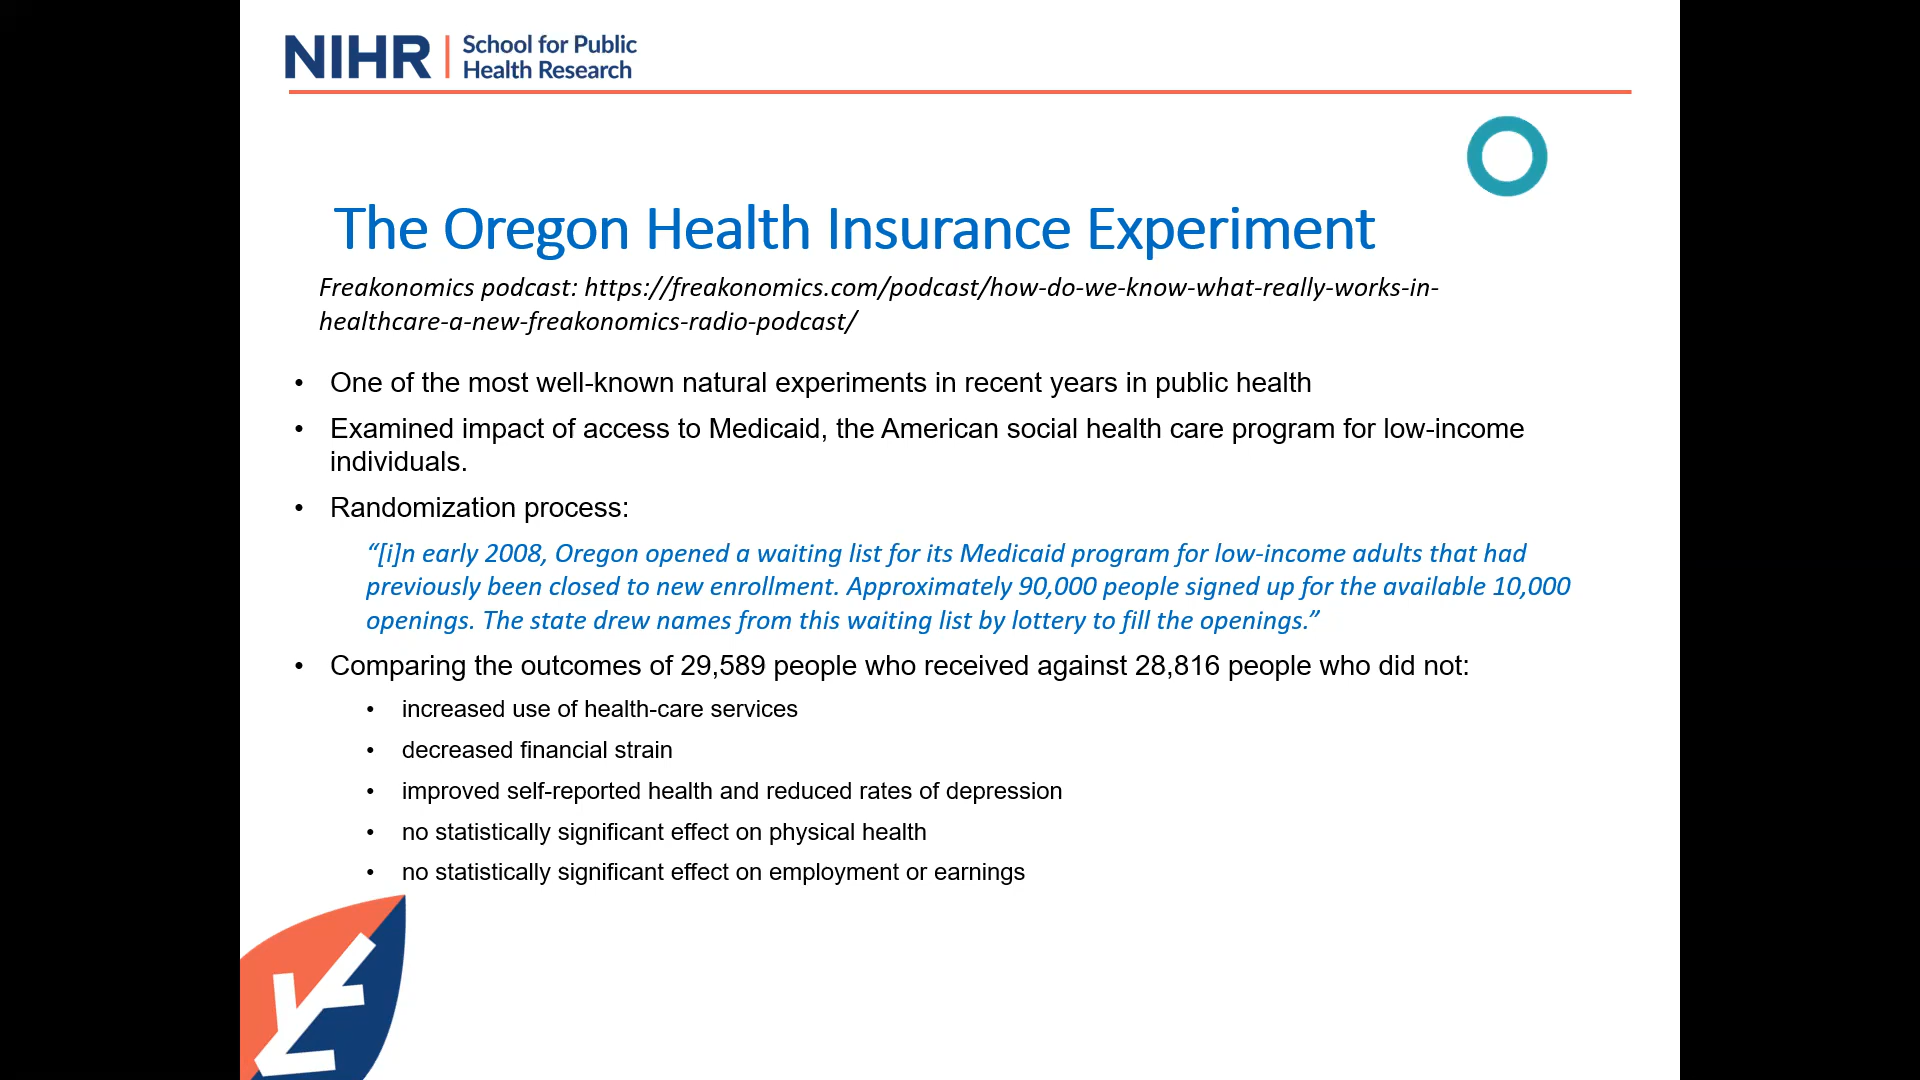 NIHR | School for Public
Health Research
The Oregon Health Insurance Experiment
Freakonomics podcast: https://freakonomics.com/podcast/how-do-we-know-what-really-works-in-
healthcare-a-new-freakonomics-radio-podcast/
• One of the most well-known natural experiments in recent years in public health
• Examined impact of access to Medicaid, the American social health care program for low-income
individuals.
• Randomization process:
“[i]n early 2008, Oregon opened a waiting list for its Medicaid program for low-income adults that had
previously been closed to new enrollment. Approximately 90,000 people signed up for the available 10,000
openings. The state drew names from this waiting list by lottery to fill the openings.”
• Comparing the outcomes of 29,589 people who received against 28,816 people who did not:
• increased use of health-care services
• decreased financial strain
• improved self-reported health and reduced rates of depression
• no statistically significant effect on physical health
• no statistically significant effect on employment or earnings